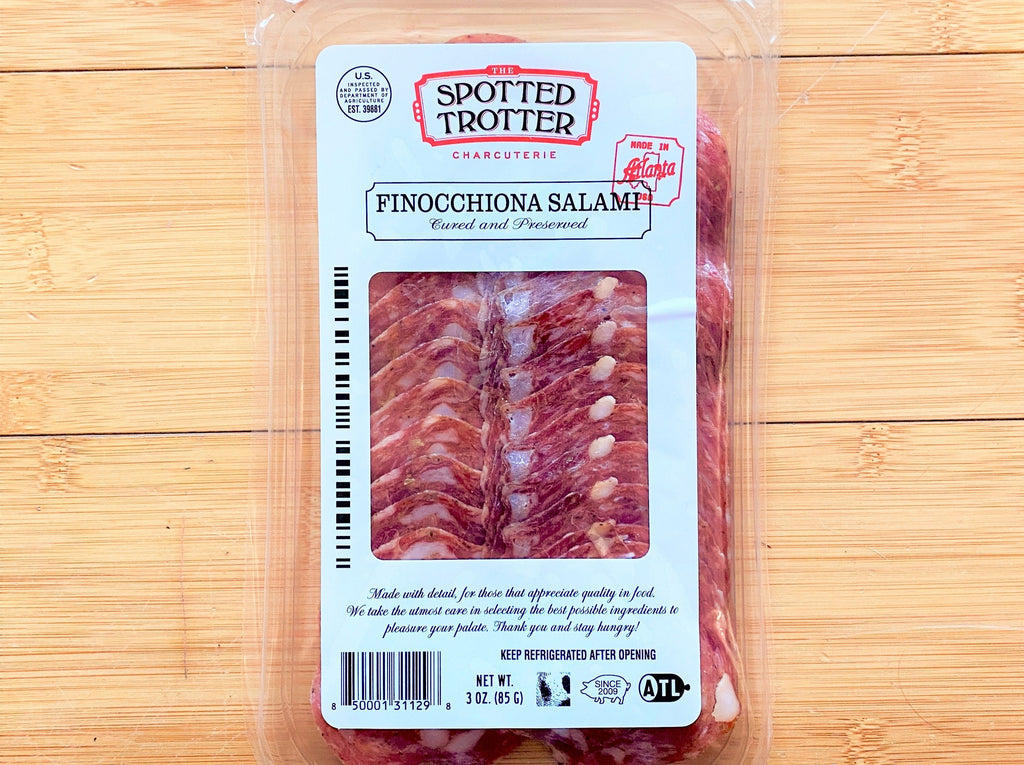 U.S.
INSPECTED
AND PASSED BY
DEPARTMENT OF
AGRICULTURE
EST. 39881
THE
SPOTTED
TROTTER
CHARCUTERIE
MADE IN
Atlanta
FINOCCHIONA SALAMI
Cured and Preserved
Made with detail, for those that appreciate quality in food.
We take the utmost care in selecting the best possible ingredients to
pleasure your palate. Thank you and stay hungry!
KEEP REFRIGERATED AFTER OPENING
NET WT.
3 OZ. (85 G)
SINCE
2009
ATL
8 50001 31129 8